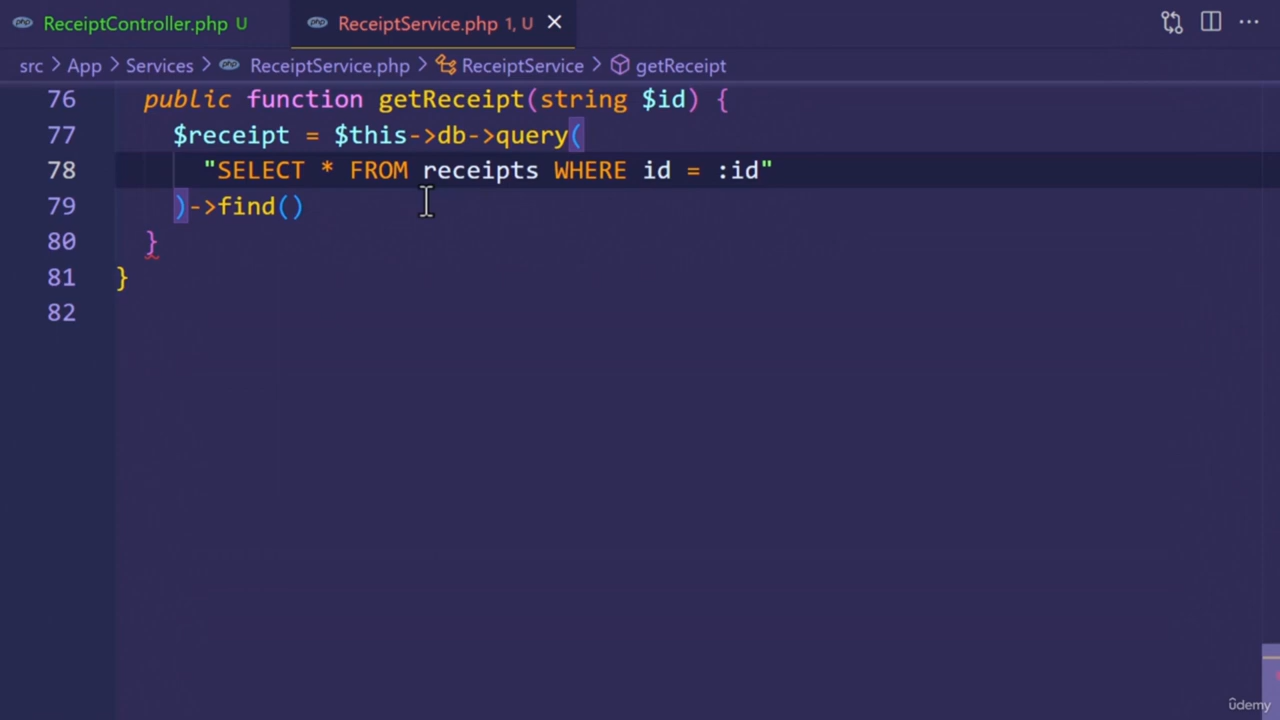 ReceiptController.php U ReceiptService.php 1, U
src > App > Services > ReceiptService.php > ReceiptService > getReceipt
76 public function getReceipt(string $id) {
77 $receipt = $this->db->query(
78 "SELECT * FROM receipts WHERE id = :id"
79 )->find()
80 }
81 }
82
ûdemy